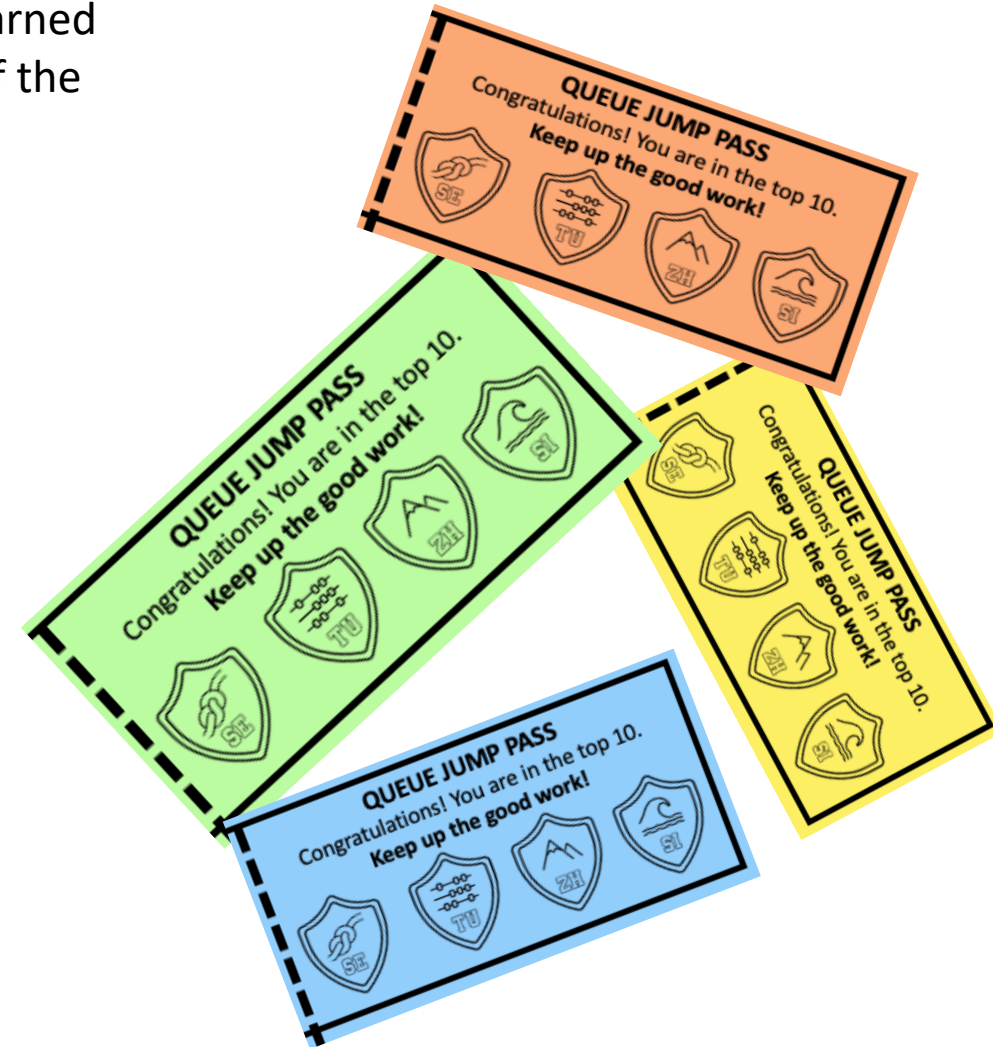 arned
f the
QUEUE JUMP PASS
Congratulations! You are in the top 10.
Keep up the good work!
SE
TU
ZH
SI
QUEUE JUMP PASS
Congratulations! You are in the top 10.
Keep up the good work!
SE
TU
ZH
SI
QUEUE JUMP PASS
Congratulations! You are in the top 10.
Keep up the good work!
SE
TU
ZH
SI
QUEUE JUMP PASS
Congratulations! You are in the top 10.
Keep up the good work!
SE
TU
ZH
SI